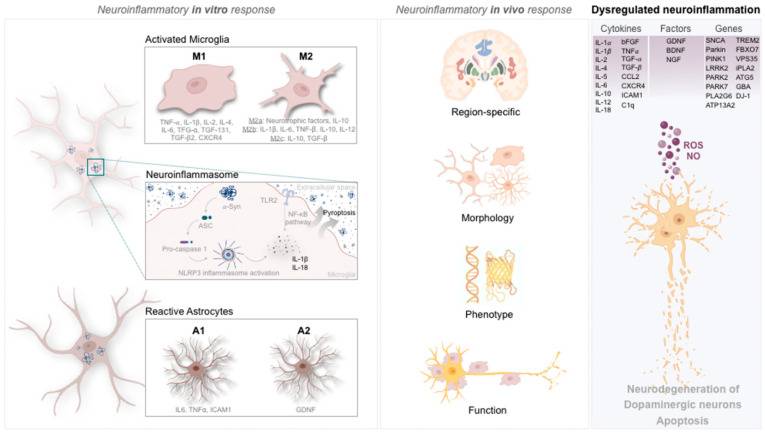 Neuroinflammatory in vitro response
Activated Microglia
M1
M2
TNF-α, IL-1β, IL-2, IL-4,
IL-6, TFG-α, TGF-131,
TGF-β2, CXCR4
M2a: Neurotrophic factors, IL-10
M2b: IL-1β, IL-6, TNF-β, IL-10, IL-12
M2c: IL-10, TGF-β
Neuroinflammasome
Extracellular space
α-Syn
TLR2
ASC
NF-κB
pathway
Pyroptosis
Pro-caspase 1
IL-1β
IL-18
NLRP3 inflammasome activation
Microglia
Reactive Astrocytes
A1
A2
IL6, TNFα, ICAM1
GDNF
Neuroinflammatory in vivo response
Region-specific
Morphology
Phenotype
Function
Dysregulated neuroinflammation
Cytokines Factors Genes
IL-1α bFGF GDNF SNCA TREM2
IL-1β TNFα BDNF Parkin FBXO7
IL-2 TGF-α NGF PINK1 VPS35
IL-4 TGF-β LRRK2 iPLA2
IL-5 CCL2 PARK2 ATG5
IL-6 CXCR4 PARK7 GBA
IL-10 ICAM1 PLA2G6 DJ-1
IL-12 C1q ATP13A2
IL-18
ROS
NO
Neurodegeneration of
Dopaminergic neurons
Apoptosis